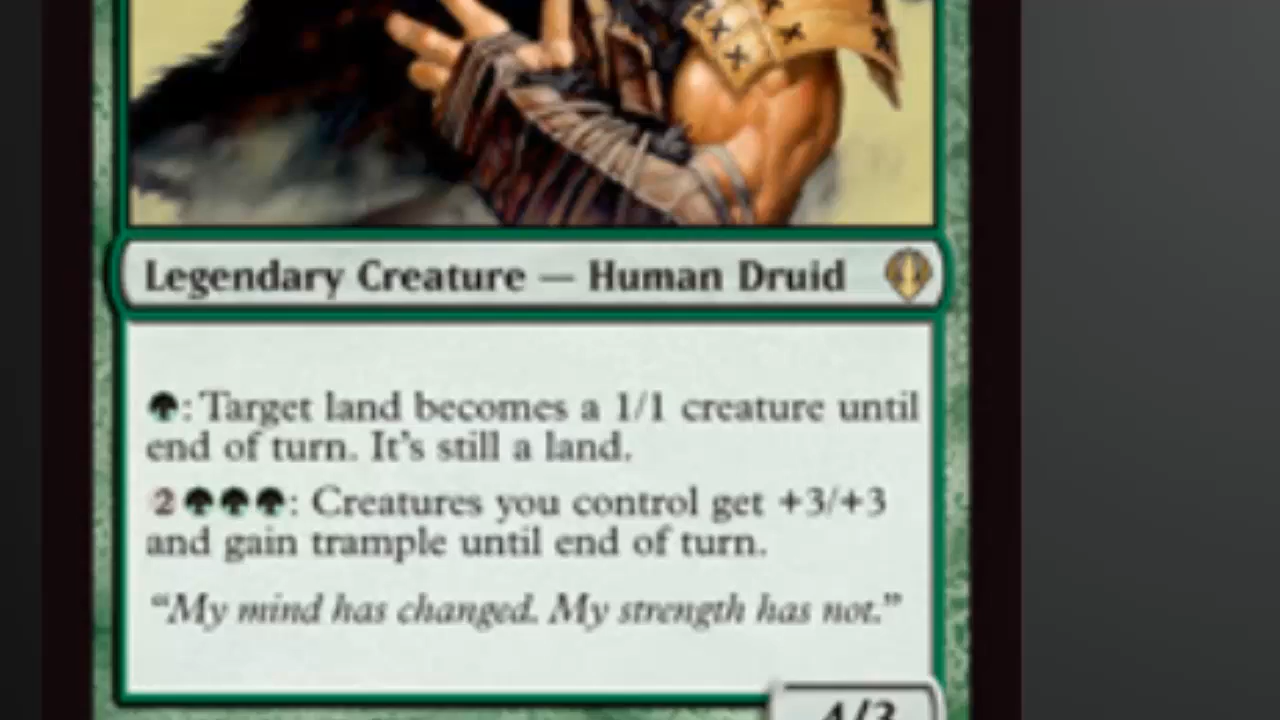 Legendary Creature — Human Druid
: Target land becomes a 1/1 creature until
end of turn. It's still a land.
2: Creatures you control get +3/+3
and gain trample until end of turn.
“My mind has changed. My strength has not.”
4/3